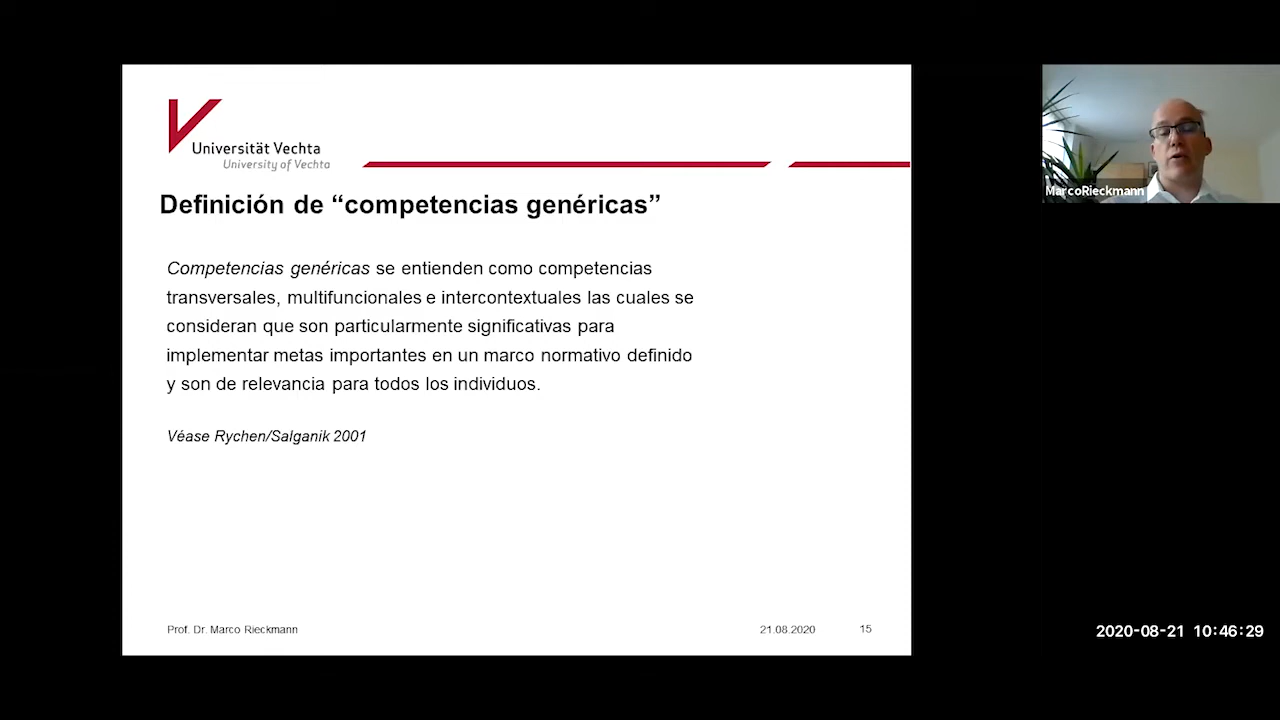 Universität Vechta
University of Vechta
Definición de “competencias genéricas”
Competencias genéricas se entienden como competencias
transversales, multifuncionales e intercontextuales las cuales se
consideran que son particularmente significativas para
implementar metas importantes en un marco normativo definido
y son de relevancia para todos los individuos.
Véase Rychen/Salganik 2001
Prof. Dr. Marco Rieckmann
21.08.2020
15
MarcoRieckmann
2020-08-21 10:46:29